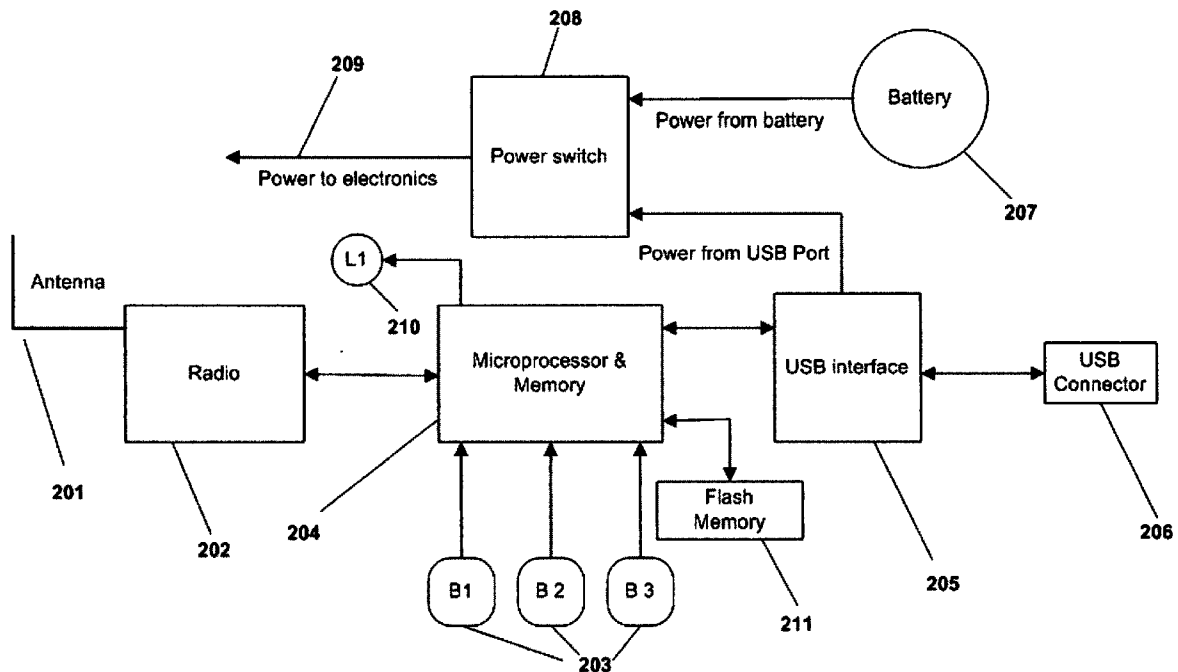 208
209
Battery
Power from battery
Power switch
Power to electronics
207
Power from USB Port
L1
Antenna
210
Radio
Microprocessor &
Memory
USB interface
USB
Connector
201
202
204
Flash
Memory
206
B1
B 2
B 3
205
211
203